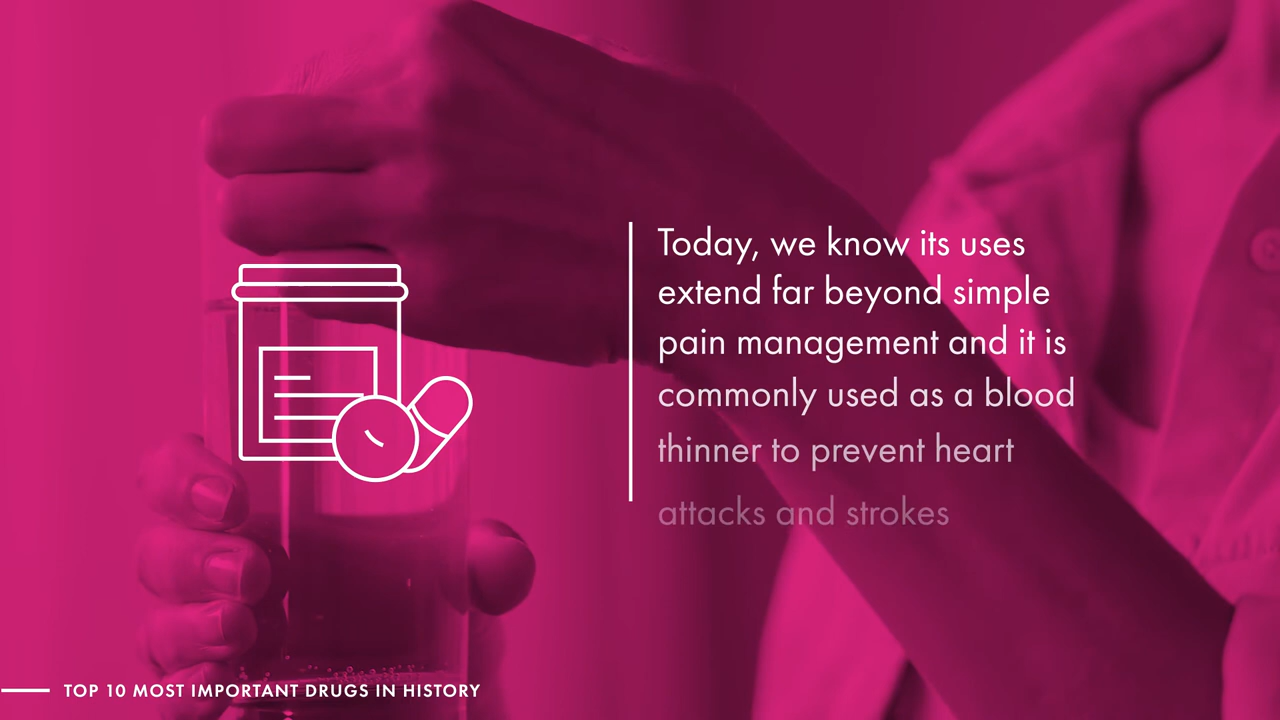 Today, we know its uses
extend far beyond simple
pain management and it is
commonly used as a blood
thinner to prevent heart
attacks and strokes
TOP 10 MOST IMPORTANT DRUGS IN HISTORY